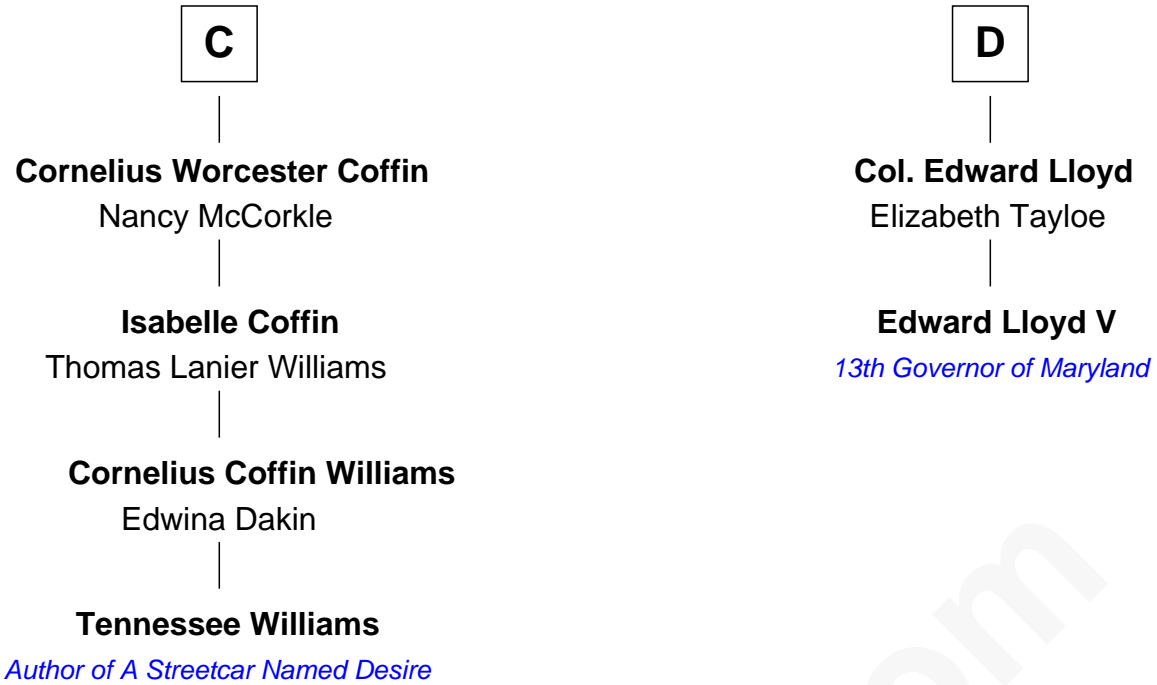 C
Cornelius Worcester Coffin
Nancy McCorkle
Isabelle Coffin
Thomas Lanier Williams
Cornelius Coffin Williams
Edwina Dakin
Tennessee Williams
Author of A Streetcar Named Desire
D
Col. Edward Lloyd
Elizabeth Tayloe
Edward Lloyd V
13th Governor of Maryland
om